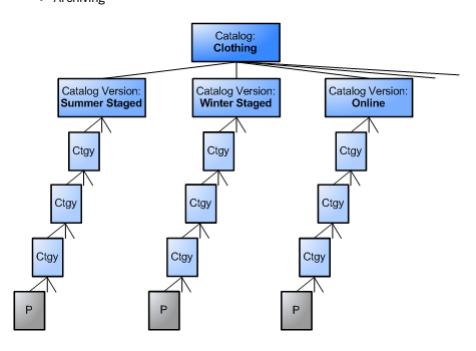 Archiving
Catalog:
Clothing
Catalog Version:
Summer Staged
Catalog Version:
Winter Staged
Catalog Version:
Online
Ctgy
Ctgy
Ctgy
Ctgy
Ctgy
Ctgy
Ctgy
Ctgy
Ctgy
P
P
P